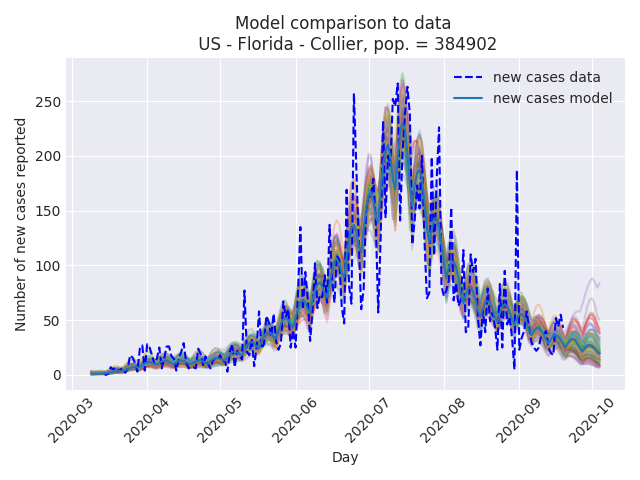 Model comparison to data
US - Florida - Collier, pop. = 384902
new cases data
new cases model
Number of new cases reported
250
200
150
100
50
0
2020-03
2020-04
2020-05
2020-06
2020-07
2020-08
2020-09
2020-10
Day